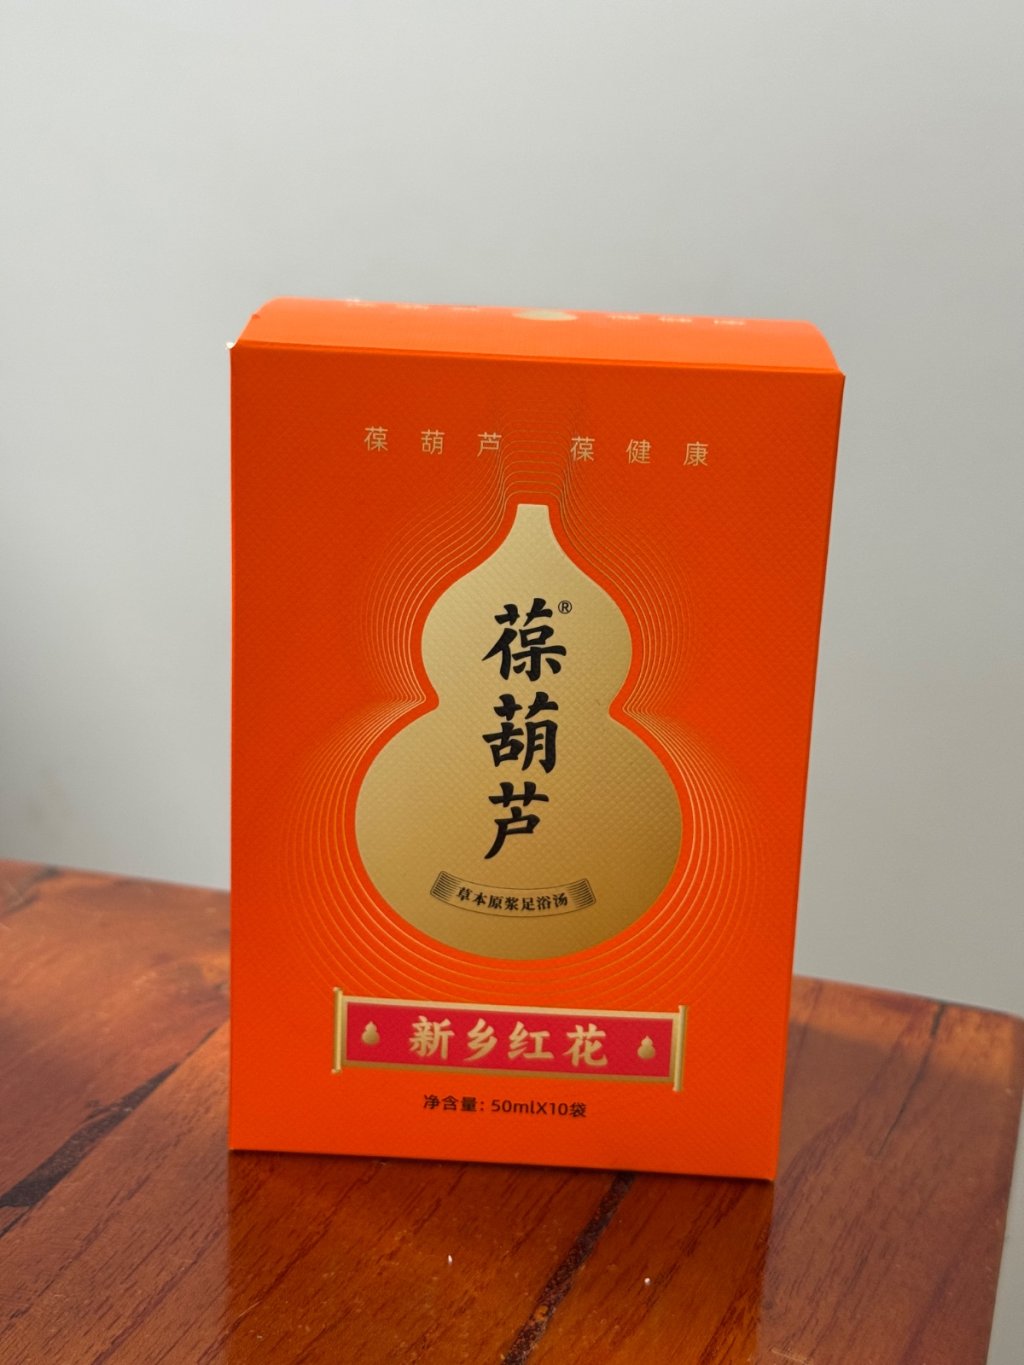 葆葫芦 葆健康
葆葫芦®
草本原浆足浴汤
新乡红花
净含量：50mlX10袋